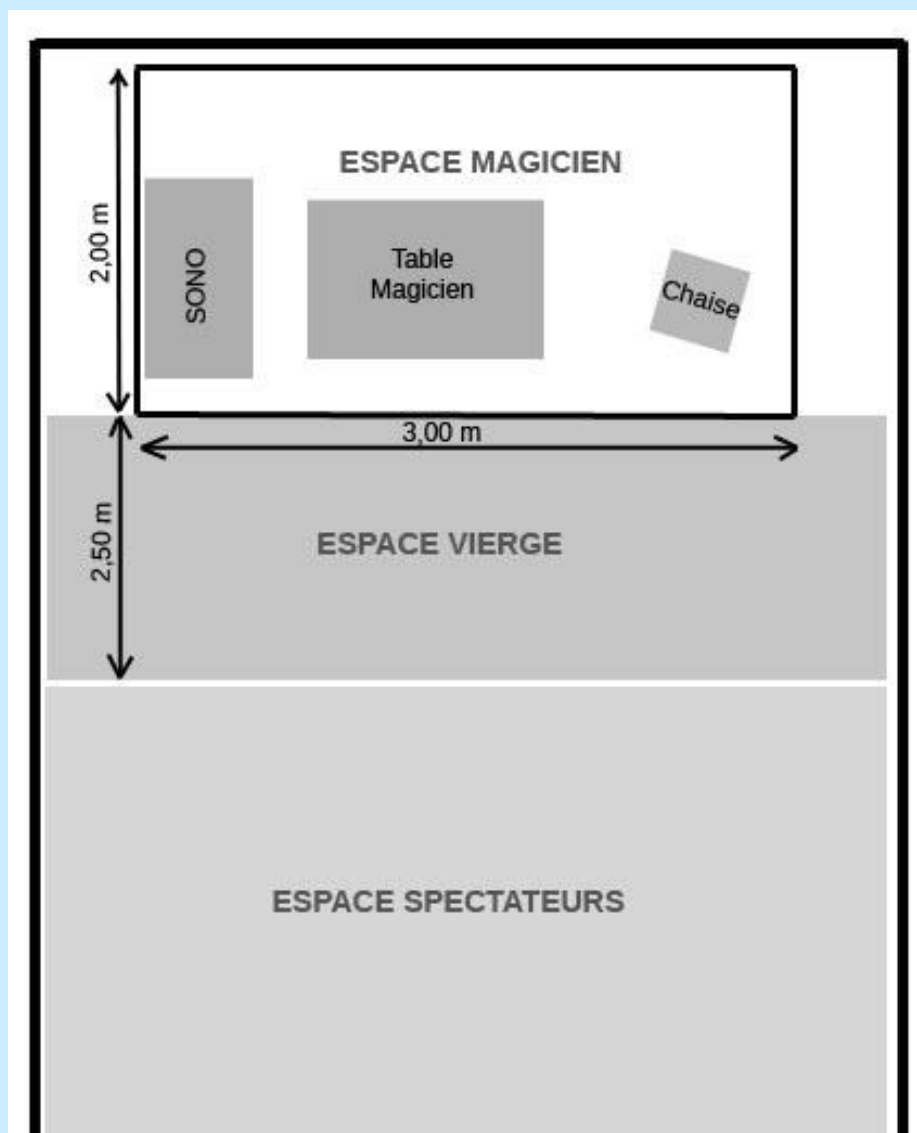 ESPACE MAGICIEN
2,00 m
SONO
Table
Magicien
Chaise
3,00 m
2,50 m
ESPACE VIERGE
ESPACE SPECTATEURS